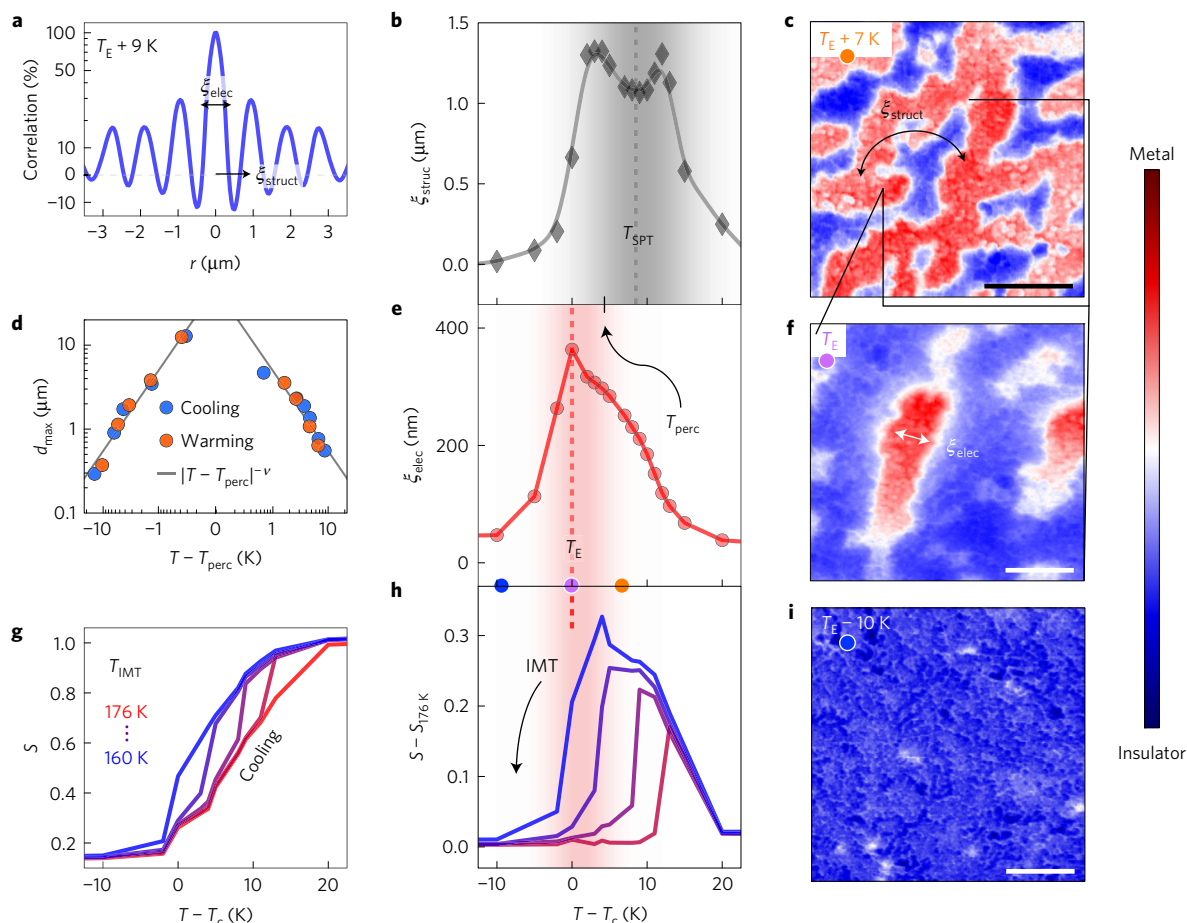 a
T_E + 9 K
Correlation (%)
100
50
10
0
−10
ξ_elec
ξ_struct
−3 −2 −1 0 1 2 3
r (μm)
b
ξ_struc (μm)
1.5
1.0
0.5
0.0
T_SPT
c
T_E + 7 K
ξ_struct
Metal
Insulator
d
d_max (μm)
10
1
0.1
Cooling
Warming
|T − T_perc|^−ν
−10 −1 0 1 10
T − T_perc (K)
e
ξ_elec (nm)
400
200
0
T_perc
T_E
f
T_E
ξ_elec
g
S
1.0
0.8
0.6
0.4
0.2
T_IMT
176 K
160 K
Cooling
−10 0 10 20
T − T_c (K)
h
S − S_176 K
0.3
0.2
0.1
0.0
IMT
−10 0 10 20
T − T_c (K)
i
T_E − 10 K